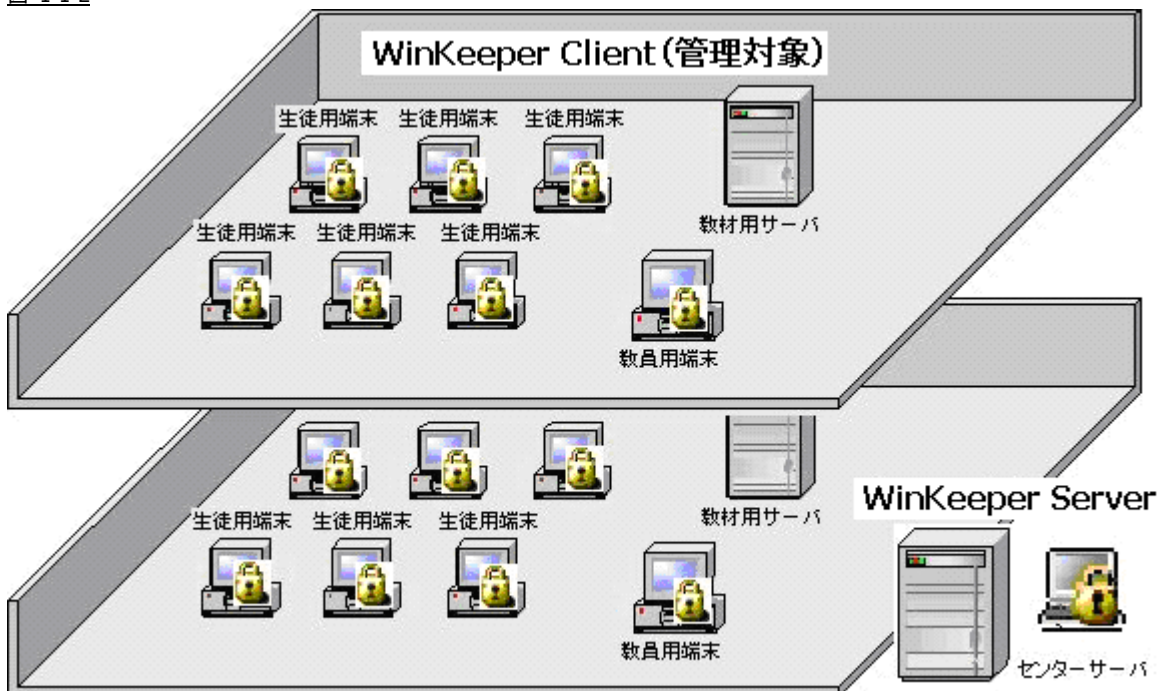 WinKeeper Client(管理対象)
生徒用端末 生徒用端末 生徒用端末
教材用サーバ
生徒用端末 生徒用端末 生徒用端末
教員用端末
WinKeeper Server
生徒用端末 生徒用端末 生徒用端末
教材用サーバ
教員用端末
センターサーバ